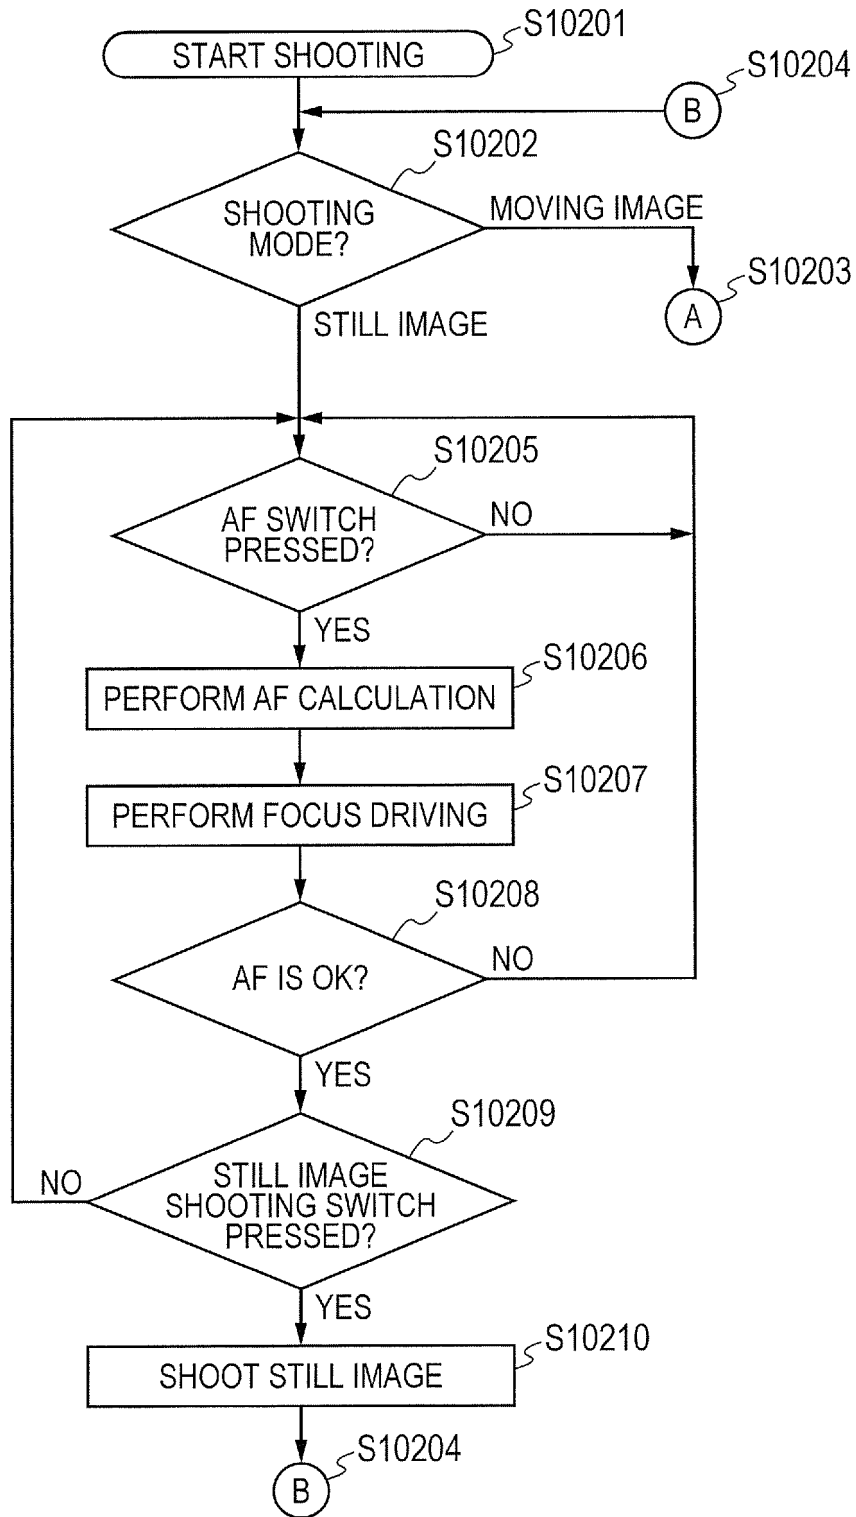 S10201
START SHOOTING
S10204
B
S10202
SHOOTING
MODE?
MOVING IMAGE
S10203
A
STILL IMAGE
S10205
AF SWITCH
PRESSED?
NO
YES
S10206
PERFORM AF CALCULATION
S10207
PERFORM FOCUS DRIVING
S10208
AF IS OK?
NO
YES
S10209
STILL IMAGE
SHOOTING SWITCH
PRESSED?
NO
YES
S10210
SHOOT STILL IMAGE
S10204
B